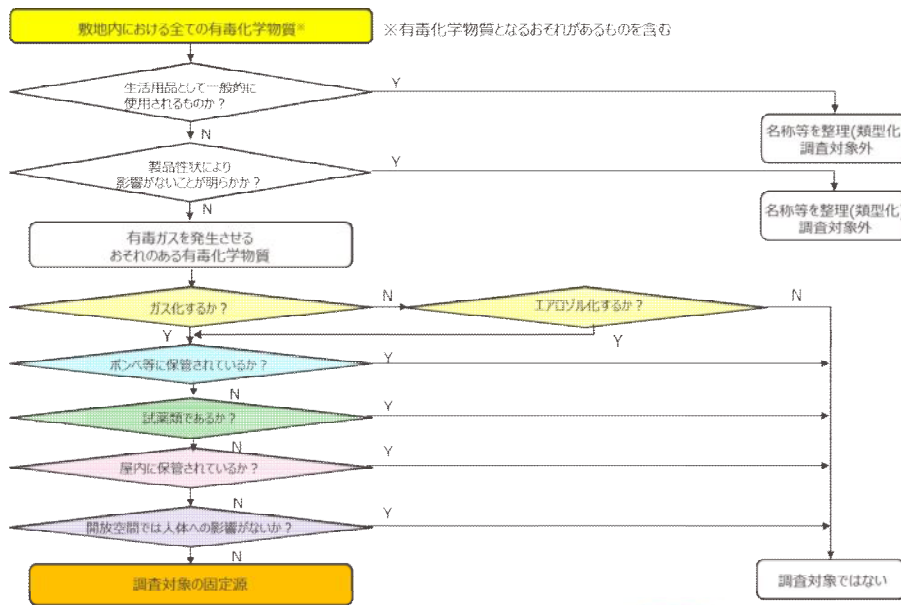 敷地内における全ての有毒化学物質※
※有毒化学物質となるおそれがあるものを含む
生活用品として一般的に
使用されるものか？
Y
N
名称等を整理(類型化)
調査対象外
製品性状により
影響がないことが明らかか？
Y
N
名称等を整理(類型化)
調査対象外
有毒ガスを発生させる
おそれのある有毒化学物質
ガス化するか？
N
エアロゾル化するか？
N
Y
Y
ボンベ等に保管されているか？
Y
N
試薬類であるか？
Y
N
屋内に保管されているか？
Y
N
開放空間では人体への影響がないか？
Y
N
調査対象の固定源
調査対象ではない